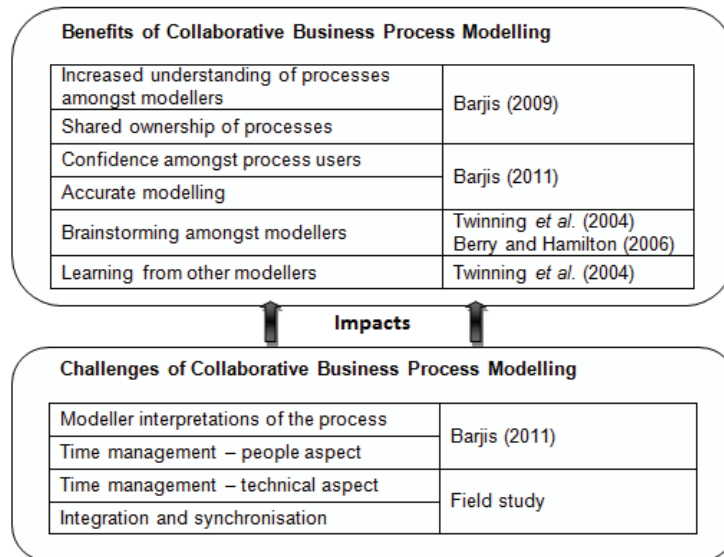 Benefits of Collaborative Business Process Modelling
Increased understanding of processes
amongst modellers
Barjis (2009)
Shared ownership of processes
Confidence amongst process users
Barjis (2011)
Accurate modelling
Brainstorming amongst modellers
Twinning et al. (2004)
Berry and Hamilton (2006)
Learning from other modellers
Twinning et al. (2004)
Impacts
Challenges of Collaborative Business Process Modelling
Modeller interpretations of the process
Barjis (2011)
Time management – people aspect
Time management – technical aspect
Field study
Integration and synchronisation